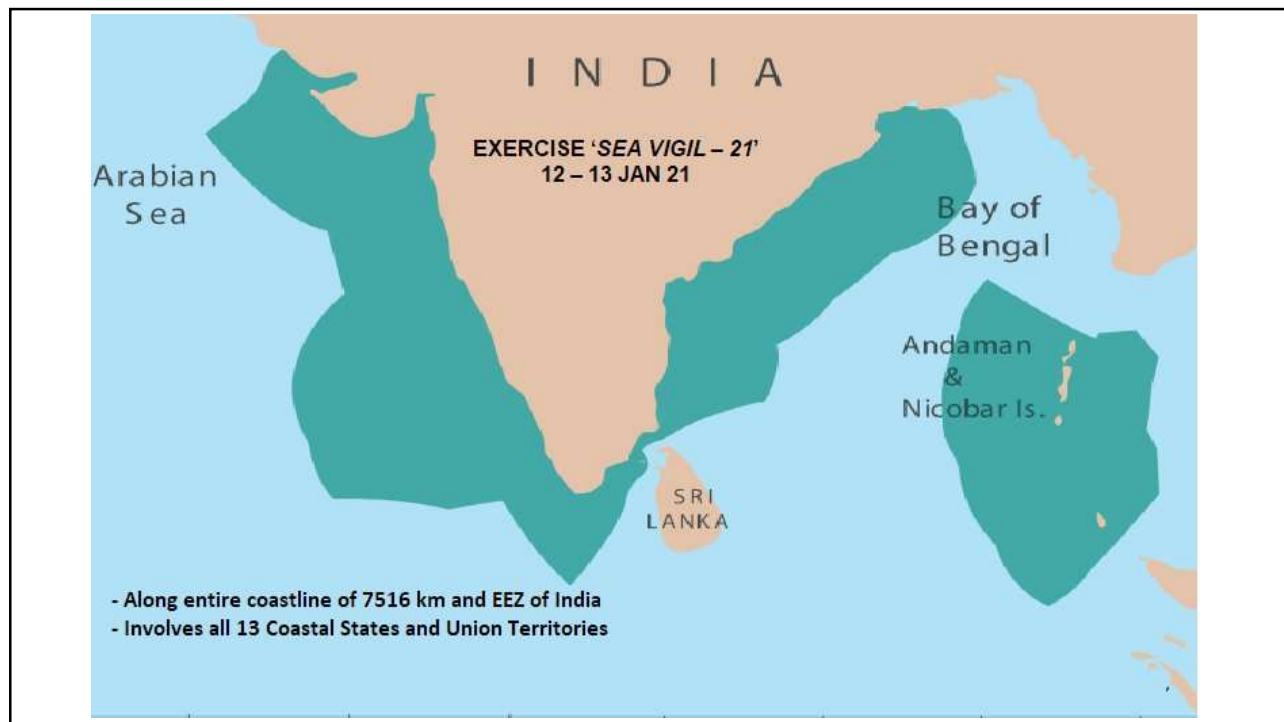 INDIA
EXERCISE ‘SEA VIGIL – 21’
12 – 13 JAN 21
Arabian
Sea
Bay of
Bengal
Andaman
&
Nicobar Is.
SRI
LANKA
- Along entire coastline of 7516 km and EEZ of India
- Involves all 13 Coastal States and Union Territories